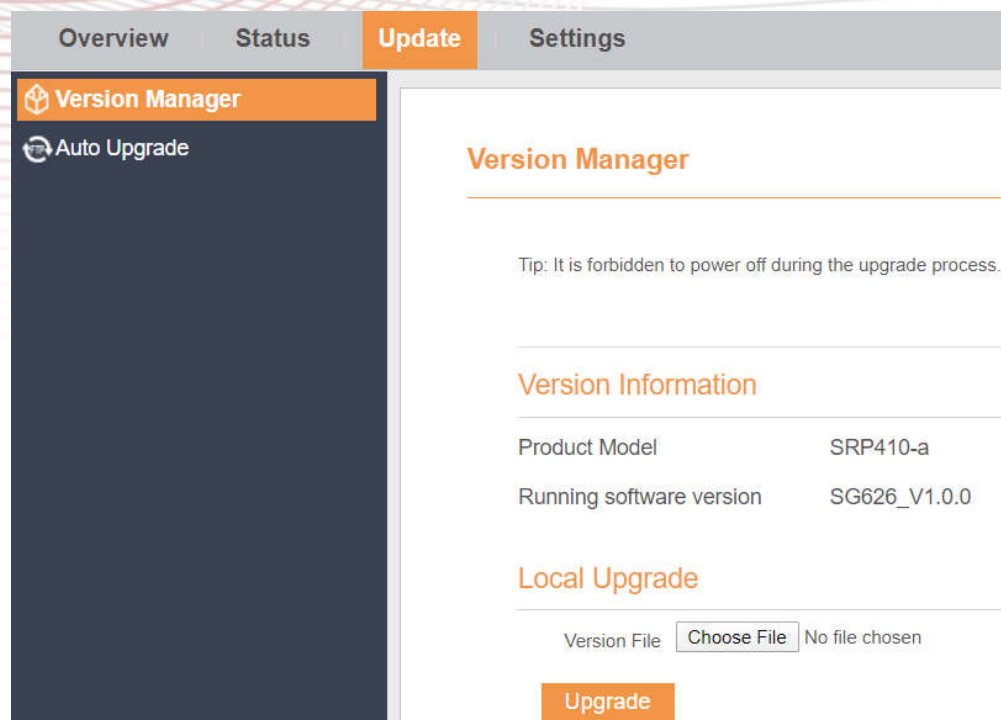 Overview Status Update Settings
Version Manager
Auto Upgrade
Version Manager
Tip: It is forbidden to power off during the upgrade process.
Version Information
Product Model SRP410-a
Running software version SG626_V1.0.0
Local Upgrade
Version File Choose File No file chosen
Upgrade